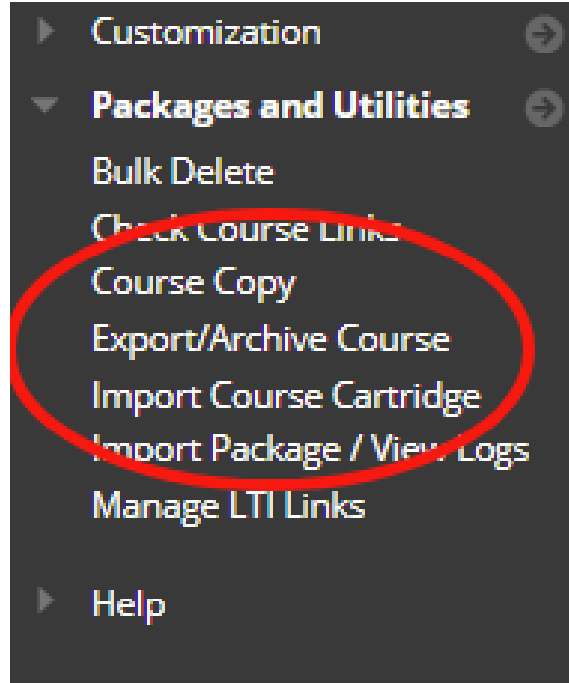 Customization
Packages and Utilities
Bulk Delete
Check Course Links
Course Copy
Export/Archive Course
Import Course Cartridge
Import Package / View Logs
Manage LTI Links
Help